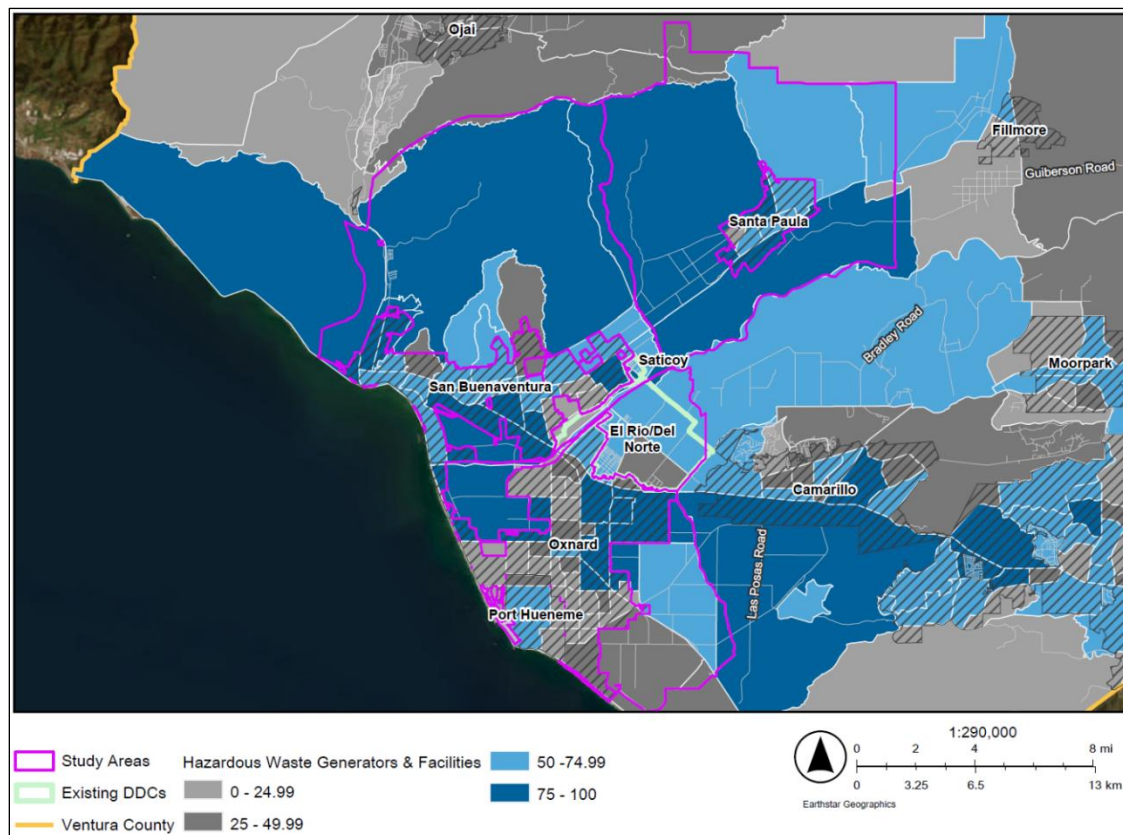 Ojai
Fillmore
Guiberson Road
Santa Paula
Bradley Road
Moorpark
Saticoy
San Buenaventura
El Rio/Del
Norte
Camarillo
Las Posas Road
Oxnard
Port Hueneme
Study Areas
Existing DDCs
Ventura County
Hazardous Waste Generators & Facilities
0 - 24.99
25 - 49.99
50 -74.99
75 - 100
1:290,000
0 2 4 8 mi
0 3.25 6.5 13 km
Earthstar Geographics